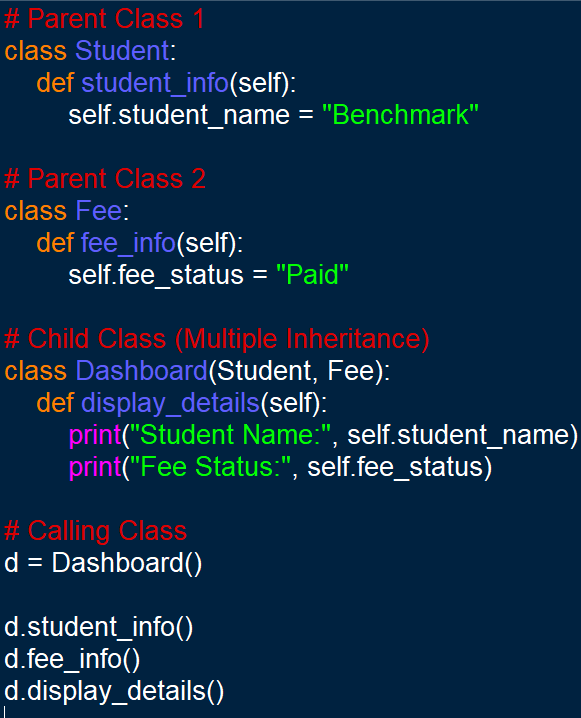 # Parent Class 1
class Student:
    def student_info(self):
        self.student_name = "Benchmark"

# Parent Class 2
class Fee:
    def fee_info(self):
        self.fee_status = "Paid"

# Child Class (Multiple Inheritance)
class Dashboard(Student, Fee):
    def display_details(self):
        print("Student Name:", self.student_name)
        print("Fee Status:", self.fee_status)

# Calling Class
d = Dashboard()

d.student_info()
d.fee_info()
d.display_details()